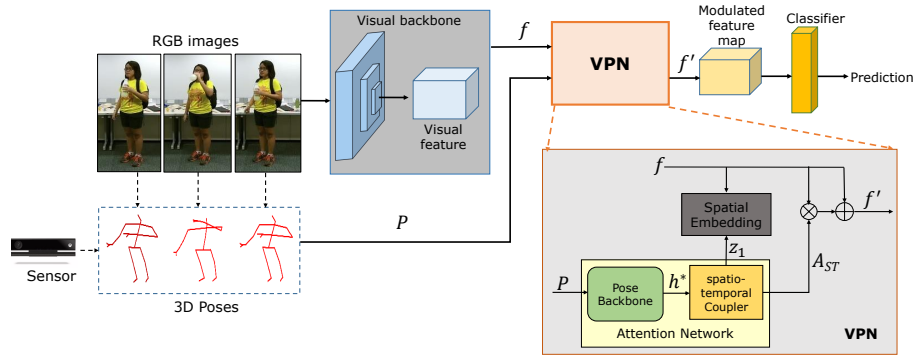 RGB images
Visual backbone
Visual
feature
f
VPN
f'
Modulated
feature
map
Classifier
Prediction
P
Sensor
3D Poses
f
Spatial
Embedding
f'
z₁
A_ST
P
Pose
Backbone
h*
spatio-
temporal
Coupler
Attention Network
VPN